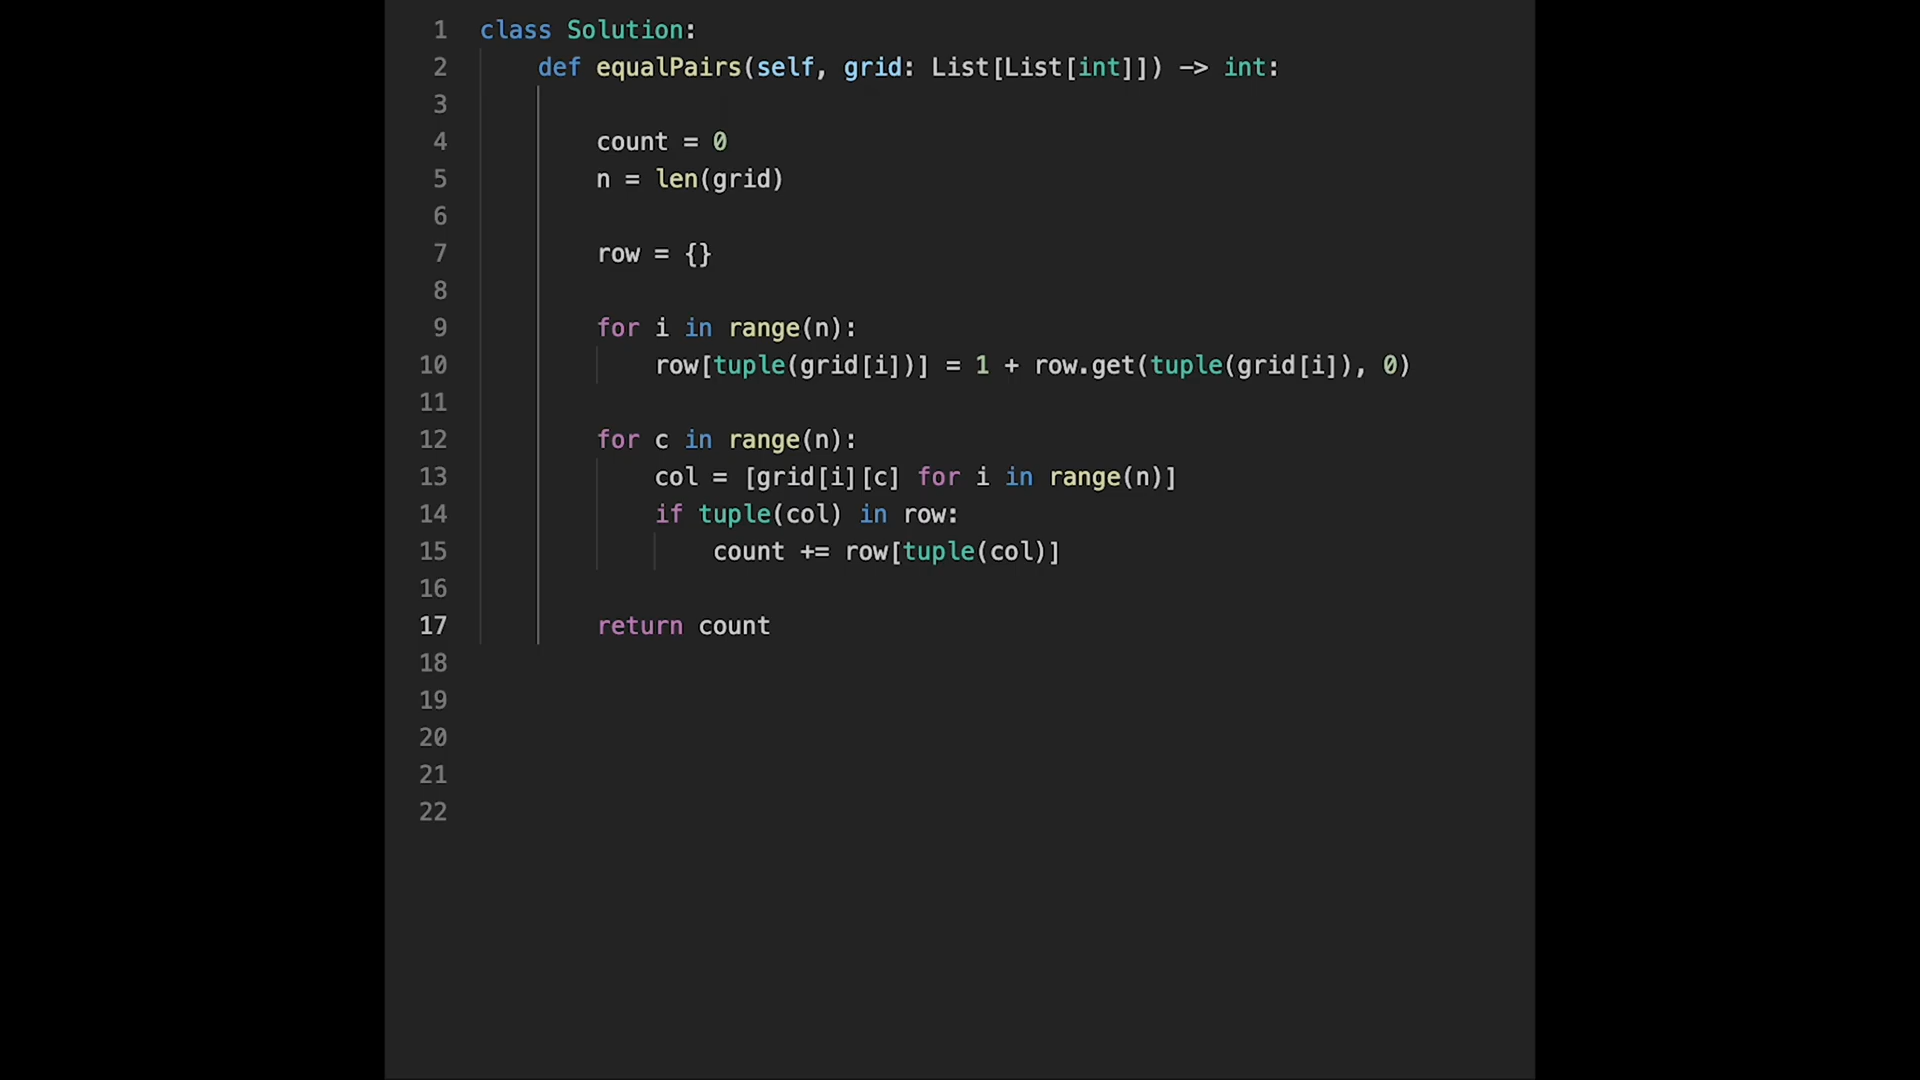 1 class Solution:
2     def equalPairs(self, grid: List[List[int]]) -> int:
3
4         count = 0
5         n = len(grid)
6
7         row = {}
8
9         for i in range(n):
10             row[tuple(grid[i])] = 1 + row.get(tuple(grid[i]), 0)
11
12         for c in range(n):
13             col = [grid[i][c] for i in range(n)]
14             if tuple(col) in row:
15                 count += row[tuple(col)]
16
17         return count
18
19
20
21
22